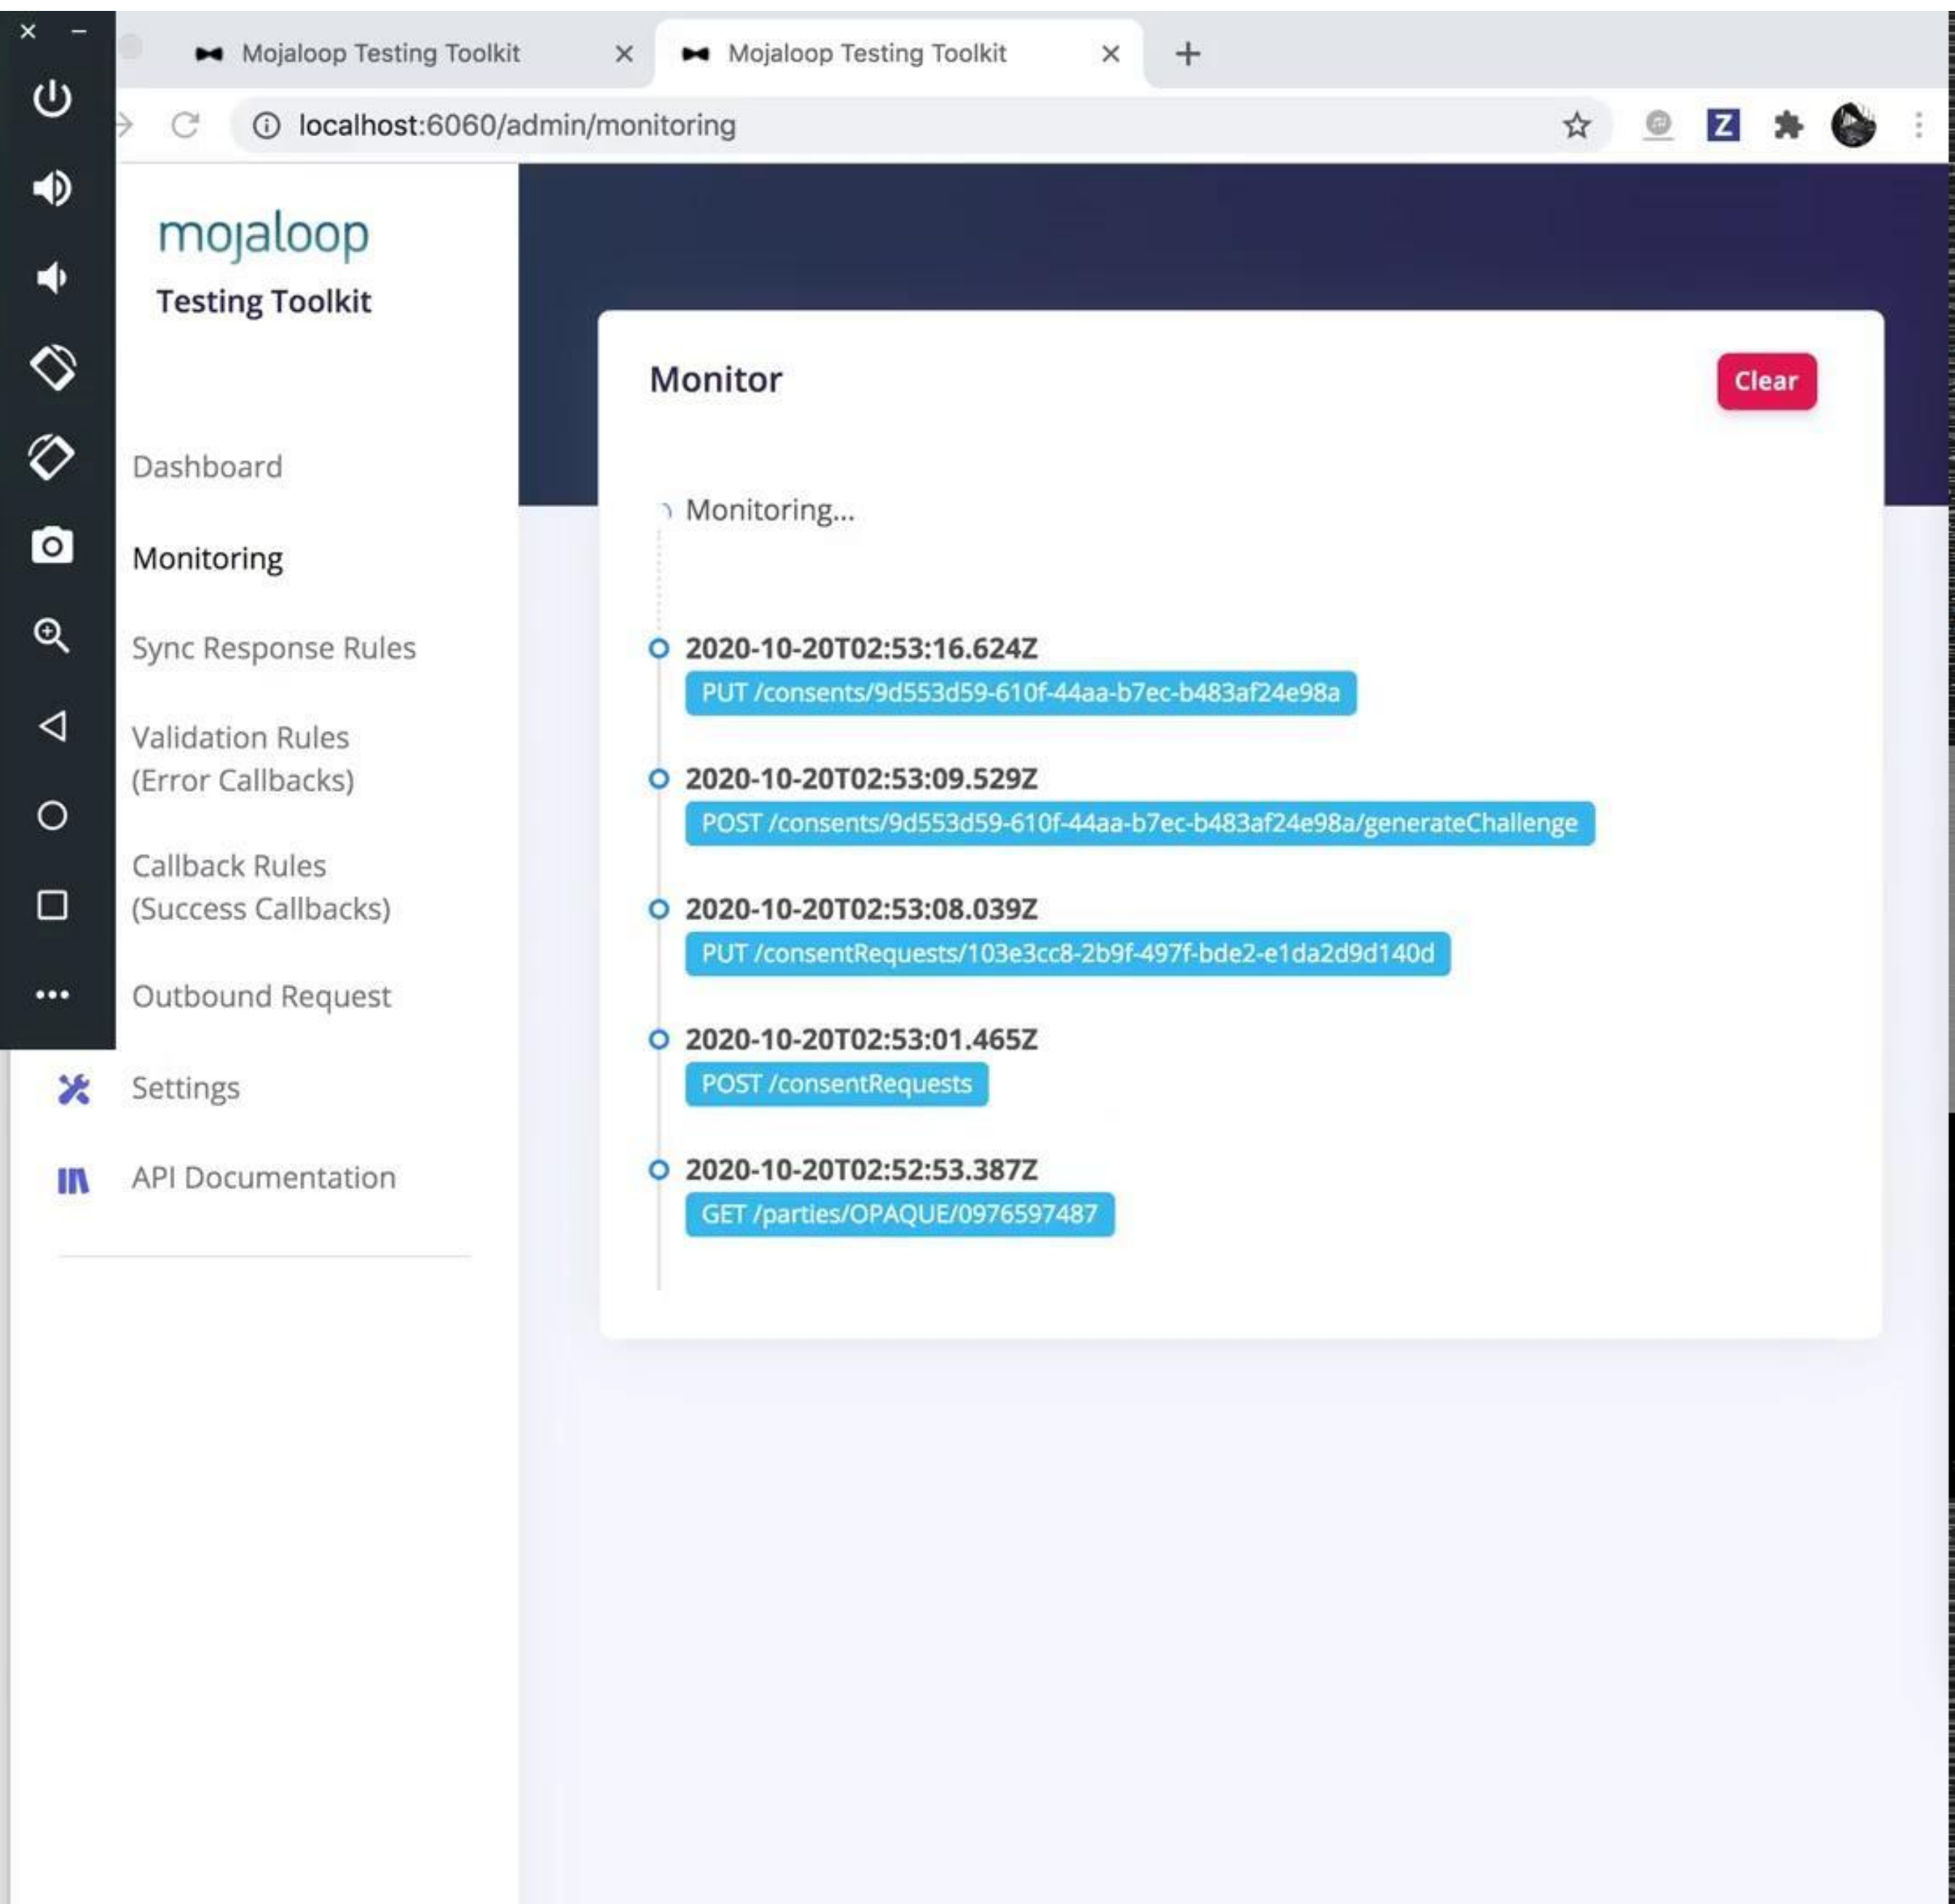 Mojaloop Testing Toolkit
Mojaloop Testing Toolkit
localhost:6060/admin/monitoring
Z
mojaloop
Testing Toolkit
Dashboard
Monitoring
Sync Response Rules
Validation Rules
(Error Callbacks)
Callback Rules
(Success Callbacks)
Outbound Request
Settings
API Documentation
Monitor
Clear
Monitoring...
2020-10-20T02:53:16.624Z
PUT /consents/9d553d59-610f-44aa-b7ec-b483af24e98a
2020-10-20T02:53:09.529Z
POST /consents/9d553d59-610f-44aa-b7ec-b483af24e98a/generateChallenge
2020-10-20T02:53:08.039Z
PUT /consentRequests/103e3cc8-2b9f-497f-bde2-e1da2d9d140d
2020-10-20T02:53:01.465Z
POST /consentRequests
2020-10-20T02:52:53.387Z
GET /parties/OPAQUE/0976597487